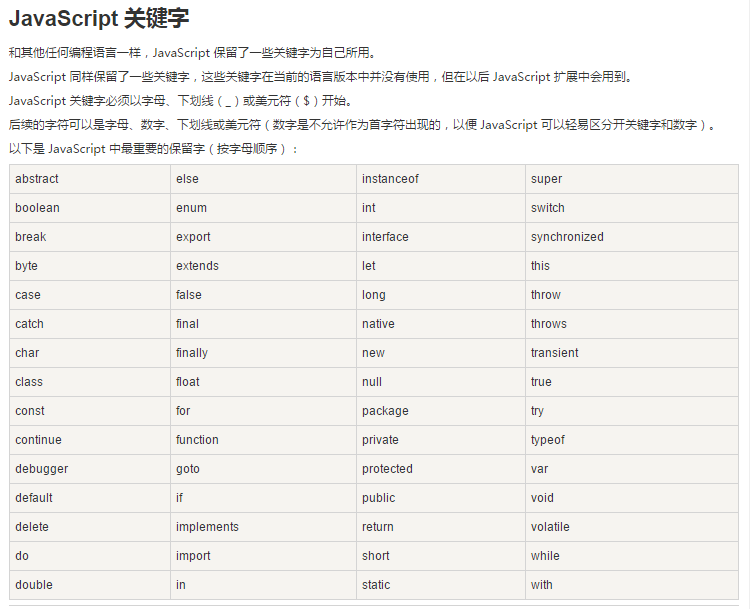 JavaScript 关键字
和其他任何编程语言一样，JavaScript 保留了一些关键字为自己所用。
JavaScript 同样保留了一些关键字，这些关键字在当前的语言版本中并没有使用，但在以后 JavaScript 扩展中会用到。
JavaScript 关键字必须以字母、下划线（_）或美元符（$）开始。
后续的字符可以是字母、数字、下划线或美元符（数字是不允许作为首字符出现的，以便 JavaScript 可以轻易区分开关键字和数字）。
以下是 JavaScript 中最重要的保留字（按字母顺序）：
abstract else instanceof super
boolean enum int switch
break export interface synchronized
byte extends let this
case false long throw
catch final native throws
char finally new transient
class float null true
const for package try
continue function private typeof
debugger goto protected var
default if public void
delete implements return volatile
do import short while
double in static with